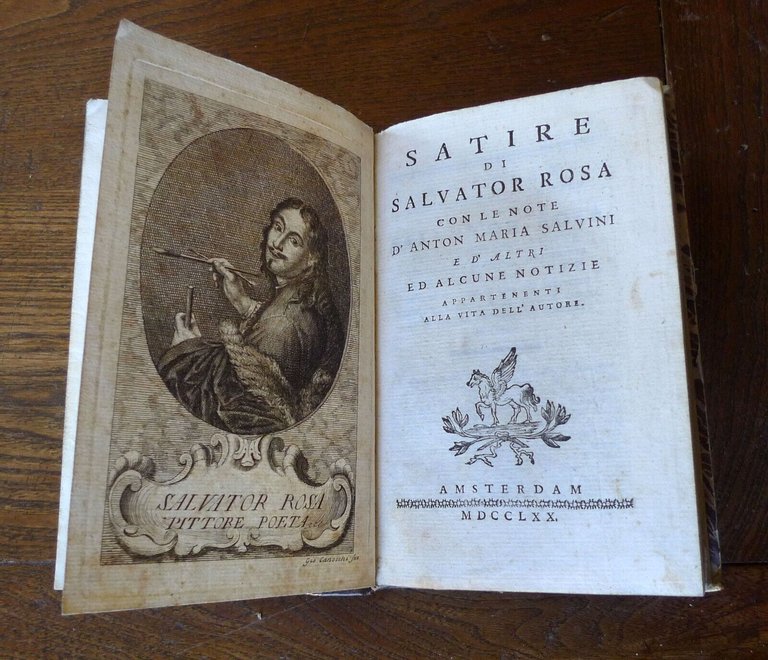 SALVATOR ROSA
PITTORE POETA
SATIRE
DI
SALVATOR ROSA
CON LE NOTE
D' ANTON MARIA SALVINI
E D' ALTRI
ED ALCUNE NOTIZIE
APPARTENENTI
ALLA VITA DELL' AUTORE.
AMSTERDAM
MDCCLXX.